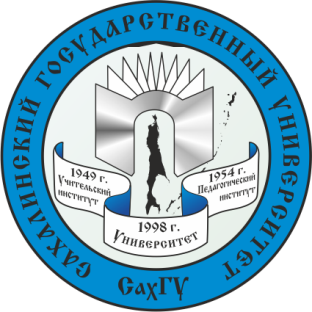 САХАЛИНСКИЙ ГОСУДАРСТВЕННЫЙ УНИВЕРСИТЕТ
1949 г.
Учительский
институт
1954 г.
Педагогический
институт
1998 г.
Университет
СахГУ